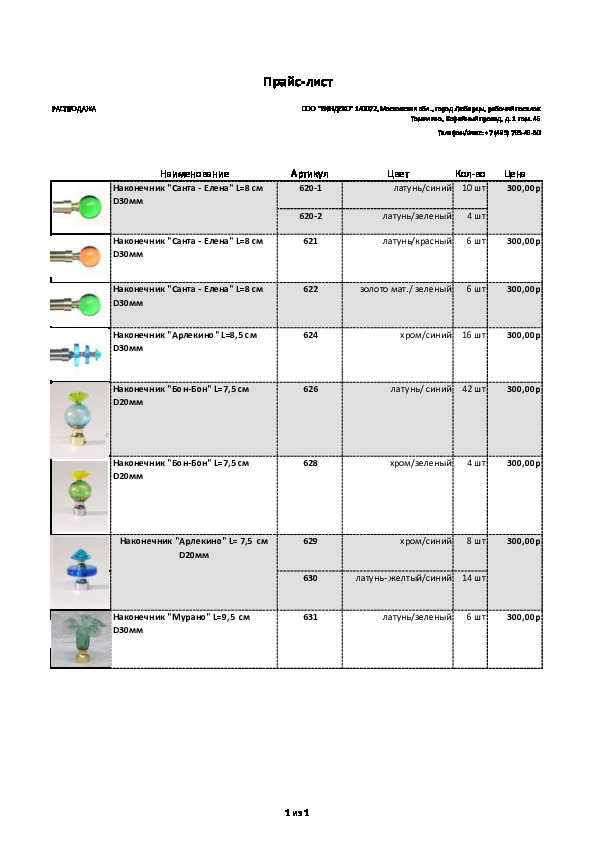 Прайс-лист
РАСПРОДАЖА
ООО 140072, Московская обл., город Люберцы, рабочий поселок
Томилино, проезд, д. 1 пом. 46
Телефон/Факс: +7 (495)
Наименование Артикул Цвет Кол-во Цена
Наконечник "Санта - Елена" L=8 см 620-1 латунь/синий 10 шт 300,00р
D30мм
620-2 латунь/зеленый 4 шт
Наконечник "Санта - Елена" L=8 см 621 латунь/красный 6 шт 300,00р
D30мм
Наконечник "Санта - Елена" L=8 см 622 золото мат./ зеленый 6 шт 300,00р
D30мм
Наконечник "Арлекино" L=8,5 см 624 хром/синий 16 шт 300,00р
D30мм
Наконечник "Бон-Бон" L=7,5 см 626 латунь/ синий 42 шт 300,00р
D20мм
Наконечник "Бон-Бон" L=7,5 см 628 хром/зеленый 4 шт 300,00р
D20мм
Наконечник "Арлекино" L= 7,5 см 629 хром/синий 8 шт 300,00р
D20мм
630 латунь-желтый/синий 14 шт
Наконечник "Мурано" L=9,5 см 631 латунь/зеленый 6 шт 300,00р
D30мм
1 из 1